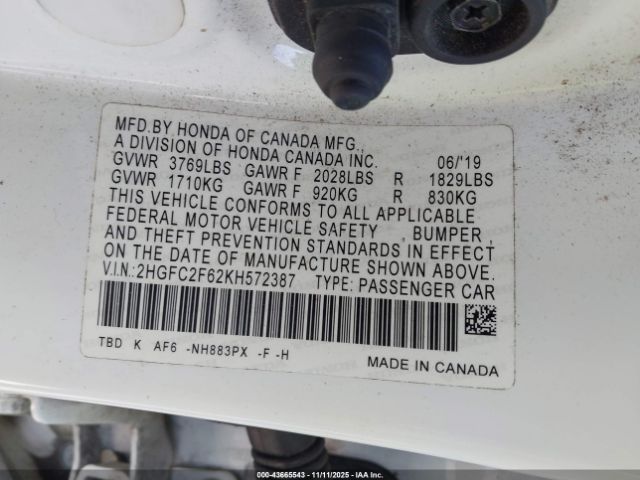 MFD.BY HONDA OF CANADA MFG.,
A DIVISION OF HONDA CANADA INC. 06/'19
GVWR 3769LBS GAWR F 2028LBS R 1829LBS
GVWR 1710KG GAWR F 920KG R 830KG
THIS VEHICLE CONFORMS TO ALL APPLICABLE
FEDERAL MOTOR VEHICLE SAFETY , BUMPER,
AND THEFT PREVENTION STANDARDS IN EFFECT
ON THE DATE OF MANUFACTURE SHOWN ABOVE.
V.I.N.:2HGFC2F62KH572387 TYPE: PASSENGER CAR
TBD K AF6 -NH883PX -F -H
MADE IN CANADA
000-43665543 - 11/11/2025 - IAA Inc.